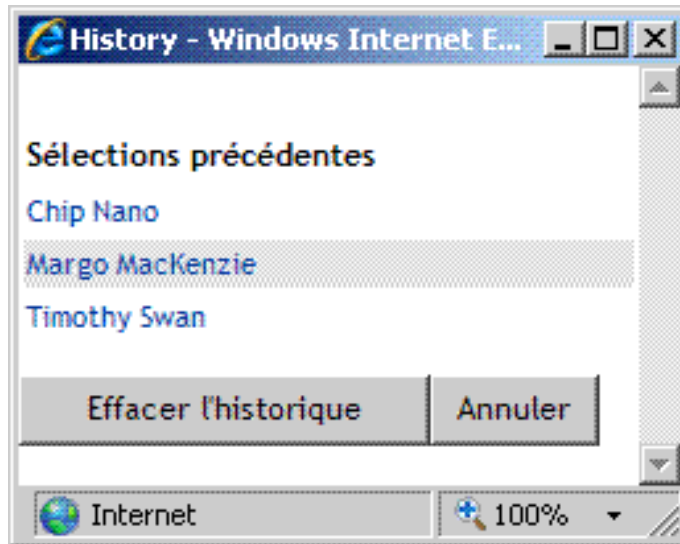 History - Windows Internet E...
Sélections précédentes
Chip Nano
Margo MacKenzie
Timothy Swan
Effacer l'historique Annuler
Internet 100%